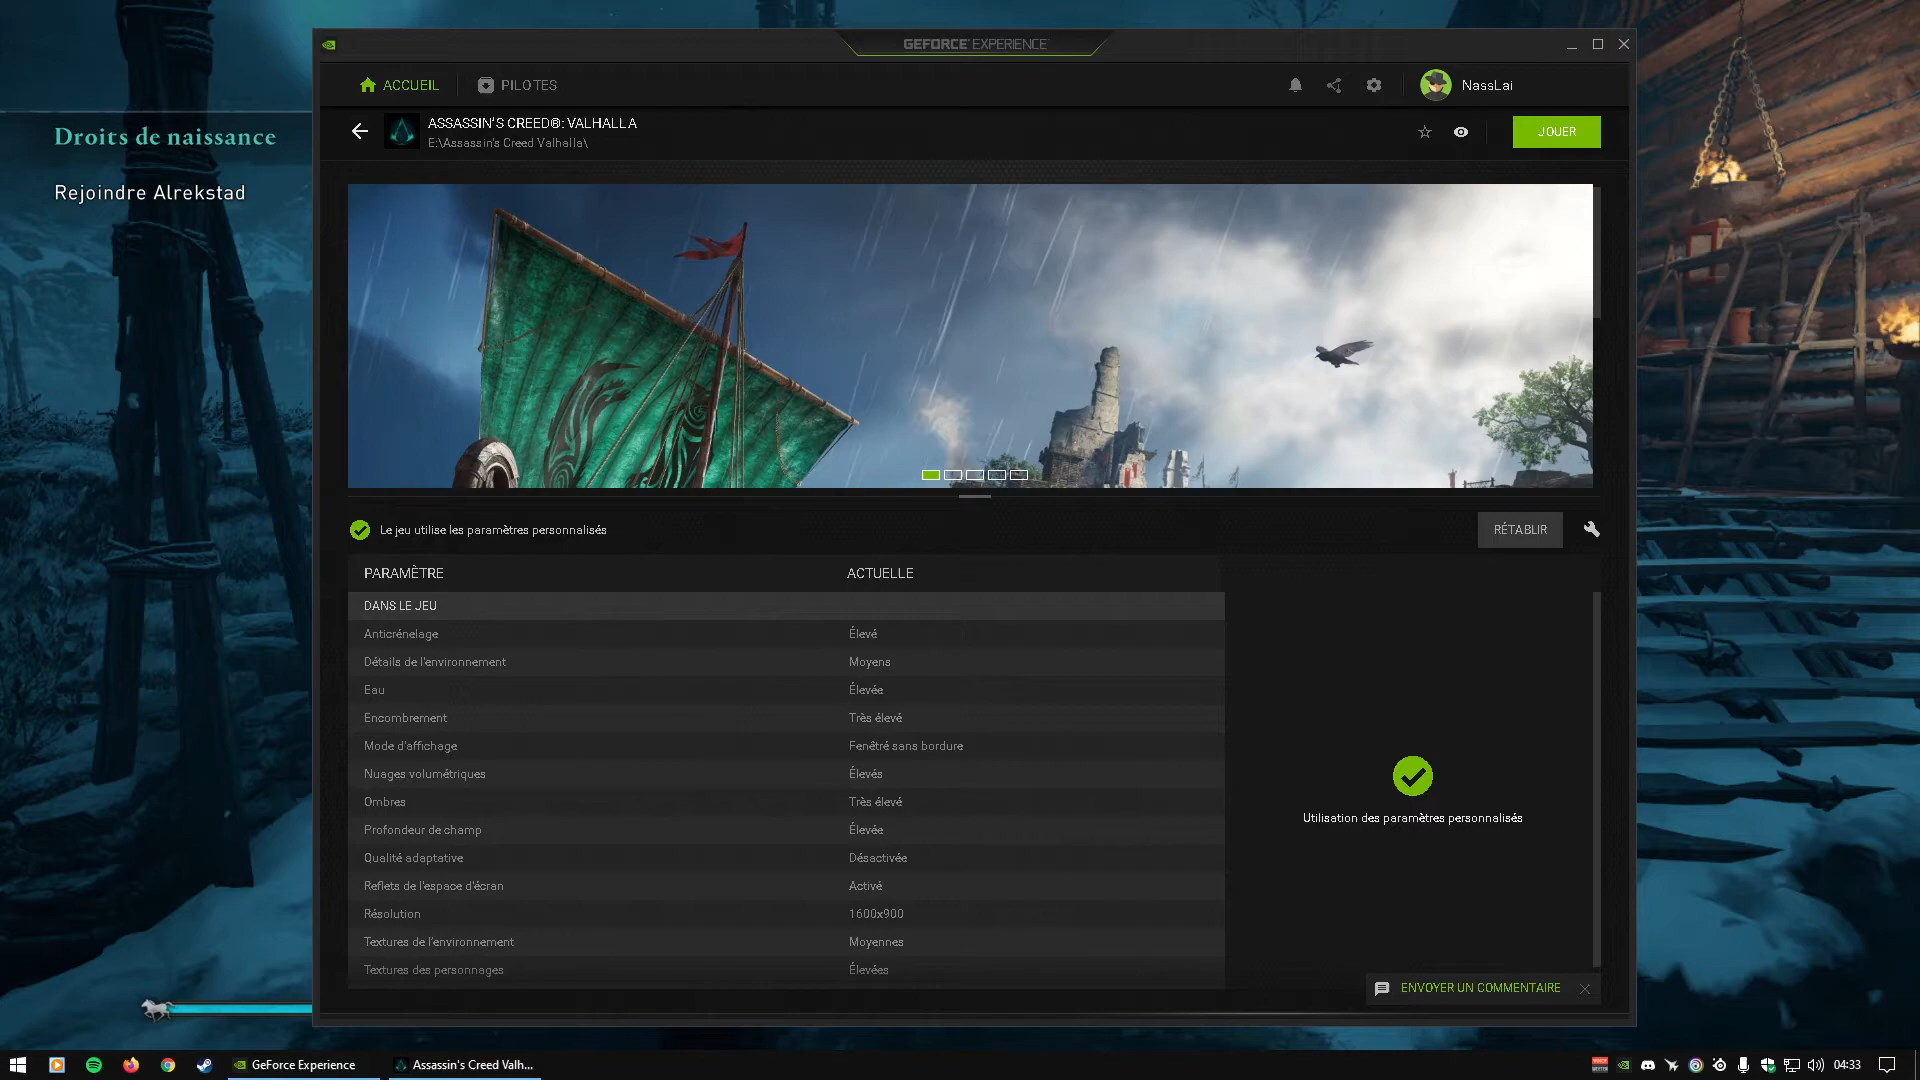 GEFORCE® EXPERIENCE™
ACCUEIL
PILOTES
NassLai
ASSASSIN'S CREED®: VALHALLA
E:\Assassin's Creed Valhalla\
JOUER
Droits de naissance
Rejoindre Alrekstad
Le jeu utilise les paramètres personnalisés
RÉTABLIR
PARAMÈTRE ACTUELLE
DANS LE JEU
Anticrénelage Élevé
Détails de l'environnement Moyens
Eau Élevée
Encombrement Très élevé
Mode d'affichage Fenêtré sans bordure
Nuages volumétriques Élevés
Ombres Très élevé
Profondeur de champ Élevée
Qualité adaptative Désactivée
Reflets de l'espace d'écran Activé
Résolution 1600x900
Textures de l'environnement Moyennes
Textures des personnages Élevées
Utilisation des paramètres personnalisés
ENVOYER UN COMMENTAIRE
GeForce Experience
Assassin's Creed Valh...
04:33